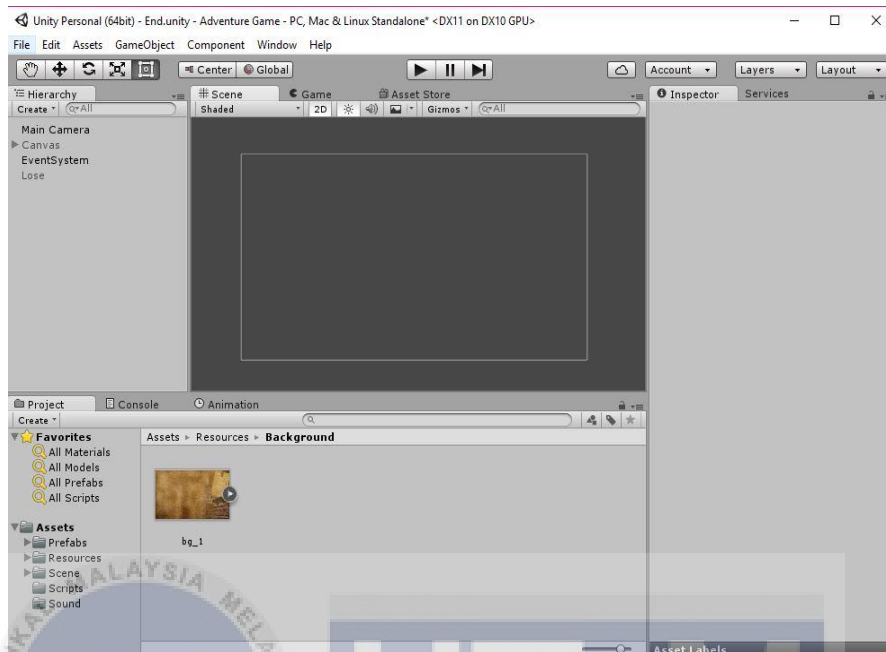 Unity Personal (64bit) - End.unity - Adventure Game - PC, Mac & Linux Standalone* <DX11 on DX10 GPU>
File Edit Assets GameObject Component Window Help
Center Global Account Layers Layout
Hierarchy
Create All
Main Camera
Canvas
EventSystem
Lose
Scene Game Asset Store
Shaded 2D Gizmos All
Inspector Services
Project Console Animation
Create
Favorites
All Materials
All Models
All Prefabs
All Scripts
Assets
Prefabs
Resources
Scene
Scripts
Sound
Assets Resources Background
bg_1
Asset Labels
MALAYSIA